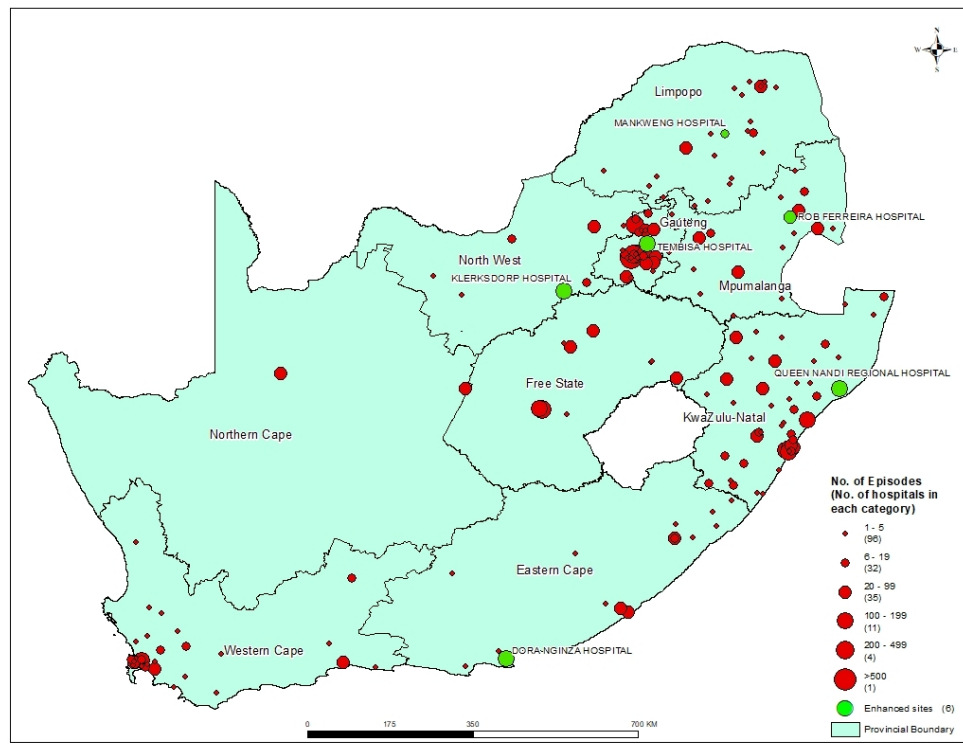 N
W E
S
Limpopo
MANKWENG HOSPITAL
ROB FERREIRA HOSPITAL
Gauteng
TEMBISA HOSPITAL
North West
KLERKSDORP HOSPITAL
Mpumalanga
QUEEN NANDI REGIONAL HOSPITAL
Free State
KwaZulu-Natal
Northern Cape
Eastern Cape
Western Cape
DORA-NGINZA HOSPITAL
No. of Episodes
(No. of hospitals in
each category)
1 - 5
(96)
6 - 19
(32)
20 - 99
(35)
100 - 199
(11)
200 - 499
(4)
>500
(1)
Enhanced sites (6)
Provincial Boundary
0 175 350 700 KM